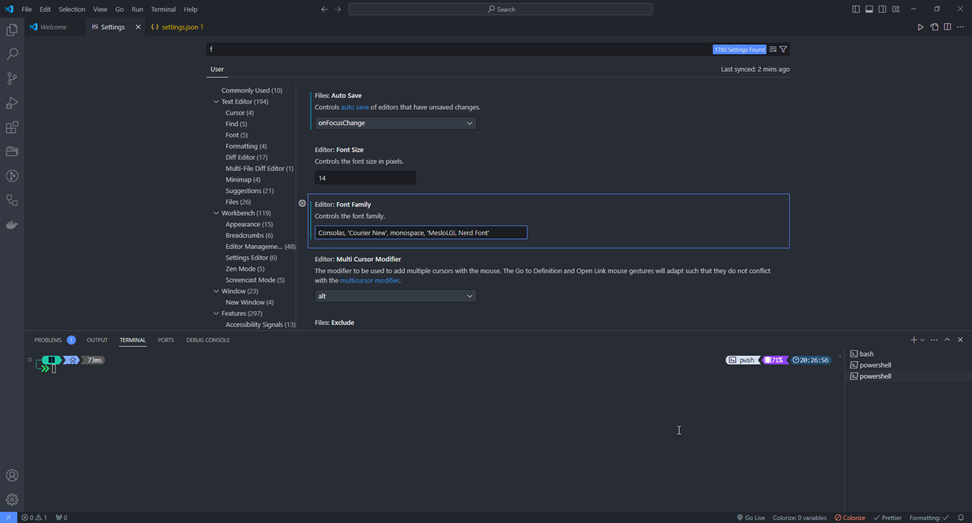 File Edit Selection View Go Run Terminal Help
Search
Welcome
Settings
settings.json 1
f
1780 Settings Found
User
Last synced: 2 mins ago
Commonly Used (10)
Text Editor (194)
Cursor (4)
Find (5)
Font (5)
Formatting (4)
Diff Editor (17)
Multi-File Diff Editor (1)
Minimap (4)
Suggestions (21)
Files (26)
Workbench (119)
Appearance (15)
Breadcrumbs (6)
Editor Manageme... (48)
Settings Editor (6)
Zen Mode (5)
Screencast Mode (5)
Window (23)
New Window (4)
Features (297)
Accessibility Signals (13)
Files: Auto Save
Controls auto save of editors that have unsaved changes.
onFocusChange
Editor: Font Size
Controls the font size in pixels.
14
Editor: Font Family
Controls the font family.
Consolas, 'Courier New', monospace, 'MesloLGL Nerd Font'
Editor: Multi Cursor Modifier
The modifier to be used to add multiple cursors with the mouse. The Go to Definition and Open Link mouse gestures will adapt such that they do not conflict
with the multicursor modifier.
alt
Files: Exclude
PROBLEMS 1 OUTPUT TERMINAL PORTS DEBUG CONSOLE
73ms
pwsh 71% 20:26:56
bash
powershell
powershell
0 1 0
Go Live Colorize: 0 variables Colorize Prettier Formatting: